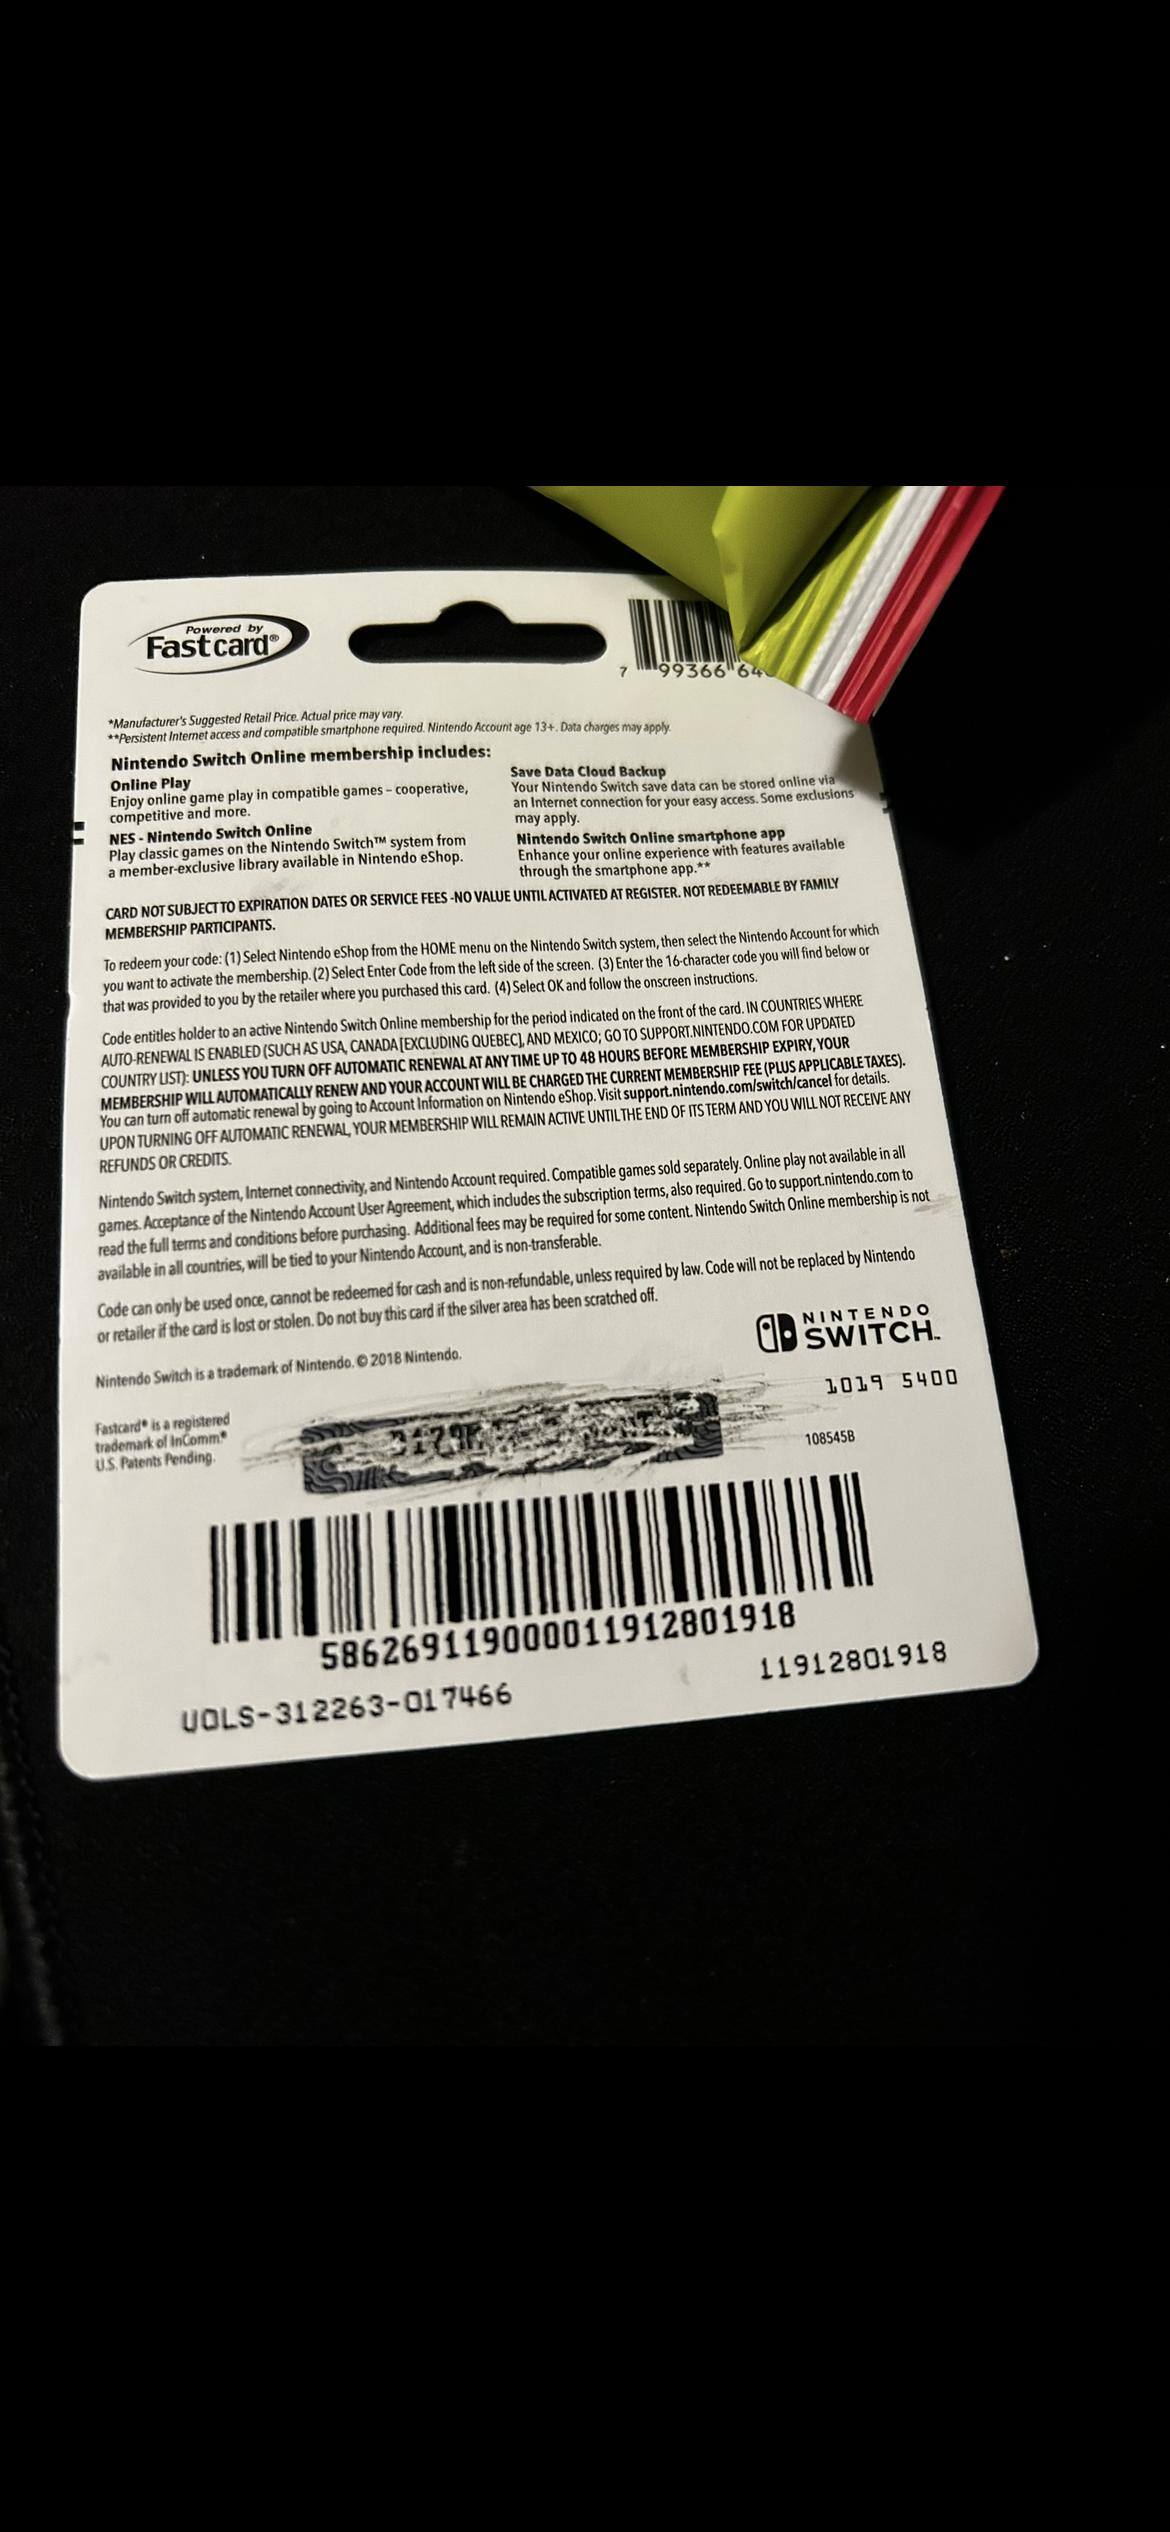 Powered by
Fastcard®
7 99366 64
*Manufacturer's Suggested Retail Price. Actual price may vary.
**Persistent Internet access and compatible smartphone required. Nintendo Account age 13+. Data charges may apply.
Nintendo Switch Online membership includes:
Online Play
Enjoy online game play in compatible games – cooperative,
competitive and more.
NES - Nintendo Switch Online
Play classic games on the Nintendo Switch™ system from
a member-exclusive library available in Nintendo eShop.
Save Data Cloud Backup
Your Nintendo Switch save data can be stored online via
an Internet connection for your easy access. Some exclusions
may apply.
Nintendo Switch Online smartphone app
Enhance your online experience with features available
through the smartphone app.**
CARD NOT SUBJECT TO EXPIRATION DATES OR SERVICE FEES -NO VALUE UNTIL ACTIVATED AT REGISTER. NOT REDEEMABLE BY FAMILY
MEMBERSHIP PARTICIPANTS.
To redeem your code: (1) Select Nintendo eShop from the HOME menu on the Nintendo Switch system, then select the Nintendo Account for which
you want to activate the membership. (2) Select Enter Code from the left side of the screen. (3) Enter the 16-character code you will find below or
that was provided to you by the retailer where you purchased this card. (4) Select OK and follow the onscreen instructions.
Code entitles holder to an active Nintendo Switch Online membership for the period indicated on the front of the card. IN COUNTRIES WHERE
AUTO-RENEWAL IS ENABLED (SUCH AS USA, CANADA [EXCLUDING QUEBEC], AND MEXICO; GO TO SUPPORT.NINTENDO.COM FOR UPDATED
COUNTRY LIST): UNLESS YOU TURN OFF AUTOMATIC RENEWAL AT ANY TIME UP TO 48 HOURS BEFORE MEMBERSHIP EXPIRY, YOUR
MEMBERSHIP WILL AUTOMATICALLY RENEW AND YOUR ACCOUNT WILL BE CHARGED THE CURRENT MEMBERSHIP FEE (PLUS APPLICABLE TAXES).
You can turn off automatic renewal by going to Account Information on Nintendo eShop. Visit support.nintendo.com/switch/cancel for details.
UPON TURNING OFF AUTOMATIC RENEWAL, YOUR MEMBERSHIP WILL REMAIN ACTIVE UNTIL THE END OF ITS TERM AND YOU WILL NOT RECEIVE ANY
REFUNDS OR CREDITS.
Nintendo Switch system, Internet connectivity, and Nintendo Account required. Compatible games sold separately. Online play not available in all
games. Acceptance of the Nintendo Account User Agreement, which includes the subscription terms, also required. Go to support.nintendo.com to
read the full terms and conditions before purchasing. Additional fees may be required for some content. Nintendo Switch Online membership is not
available in all countries, will be tied to your Nintendo Account, and is non-transferable.
Code can only be used once, cannot be redeemed for cash and is non-refundable, unless required by law. Code will not be replaced by Nintendo
or retailer if the card is lost or stolen. Do not buy this card if the silver area has been scratched off.
NINTENDO
SWITCH™
Nintendo Switch is a trademark of Nintendo. © 2018 Nintendo.
1019 5400
Fastcard® is a registered
trademark of InComm.®
U.S. Patents Pending.
108545B
586269119000011912801918
11912801918
UOLS-312263-017466